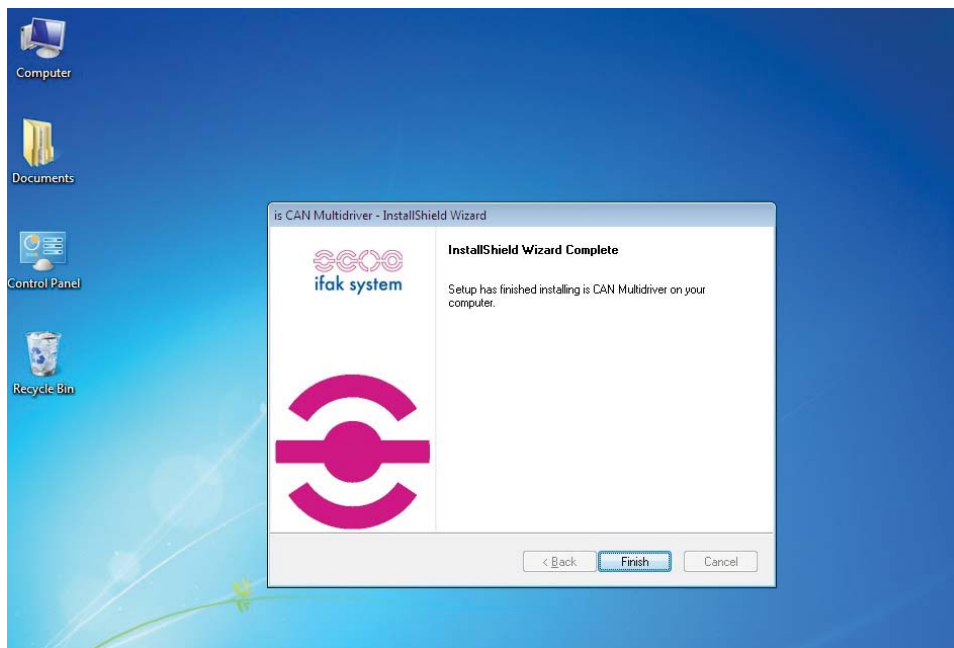 Computer
Documents
Control Panel
Recycle Bin
is CAN Multidriver - InstallShield Wizard
ifak system
InstallShield Wizard Complete
Setup has finished installing is CAN Multidriver on your
computer.
< Back
Finish
Cancel